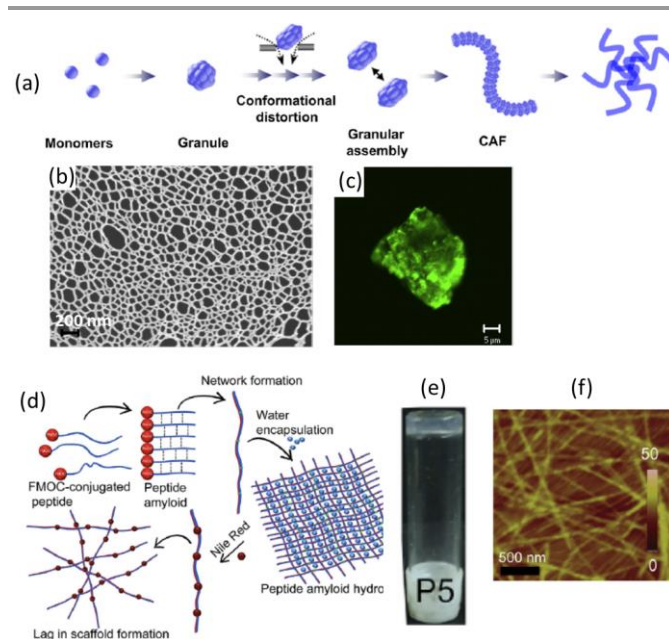 (a)
Monomers
Granule
Conformational
distortion
Granular
assembly
CAF
(b)
200 nm
(c)
5 µm
(d)
Network formation
Water
encapsulation
FMOC-conjugated
peptide
Peptide
amyloid
Nile Red
Peptide amyloid hydro
Lag in scaffold formation
(e)
P5
(f)
50
0
500 nm